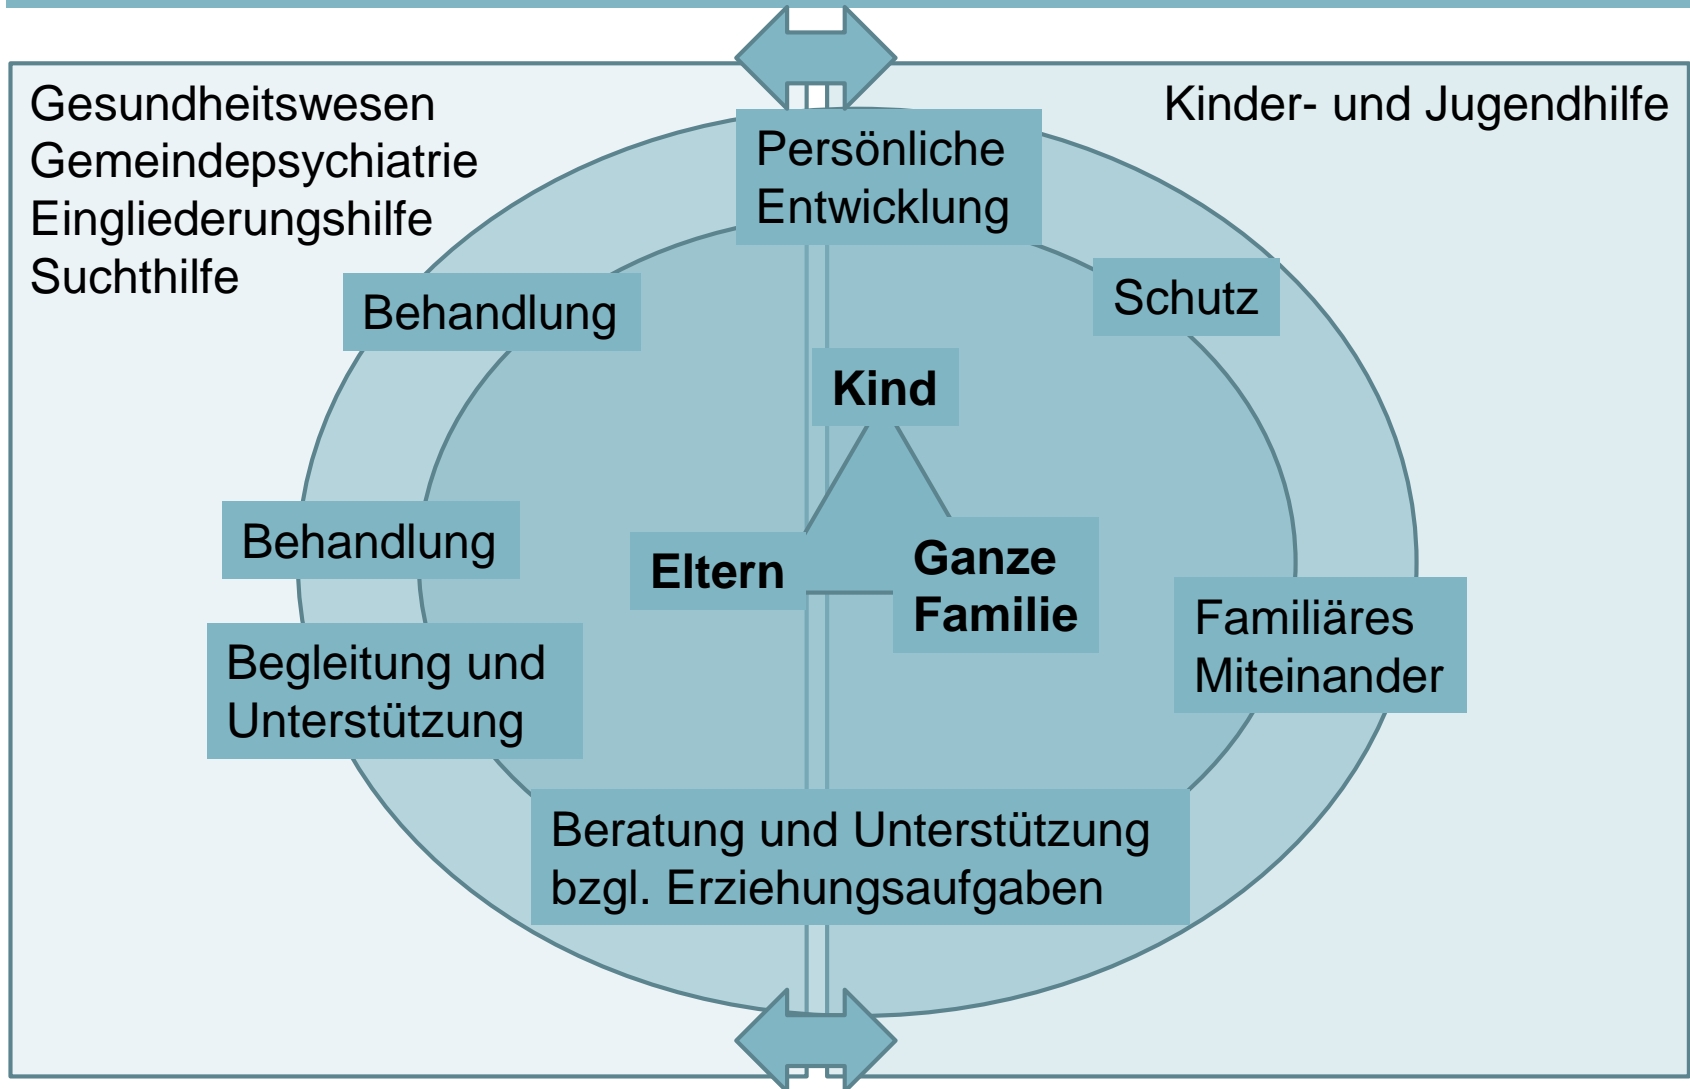 Gesundheitswesen
Gemeindepsychiatrie
Eingliederungshilfe
Suchthilfe
Kinder- und Jugendhilfe
Persönliche
Entwicklung
Behandlung
Schutz
Kind
Behandlung
Eltern
Ganze
Familie
Familiäres
Miteinander
Begleitung und
Unterstützung
Beratung und Unterstützung
bzgl. Erziehungsaufgaben